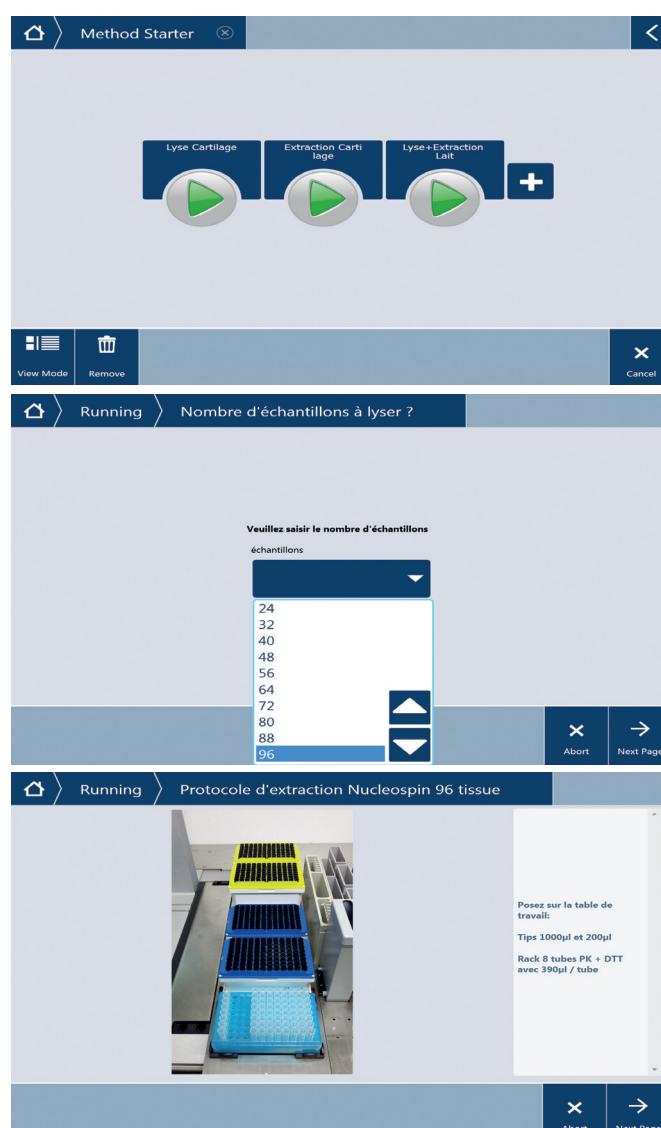 Method Starter
Lyse Cartilage
Extraction Carti
lage
Lyse+Extraction
Lait
View Mode
Remove
Cancel
Running
Nombre d'échantillons à lyser ?
Veuillez saisir le nombre d'échantillons
échantillons
24
32
40
48
56
64
72
80
88
96
Abort
Next Page
Running
Protocole d'extraction Nucleospin 96 tissue
Posez sur la table de
travail:
Tips 1000µl et 200µl
Rack 8 tubes PK + DTT
avec 390µl / tube
Abort
Next Page